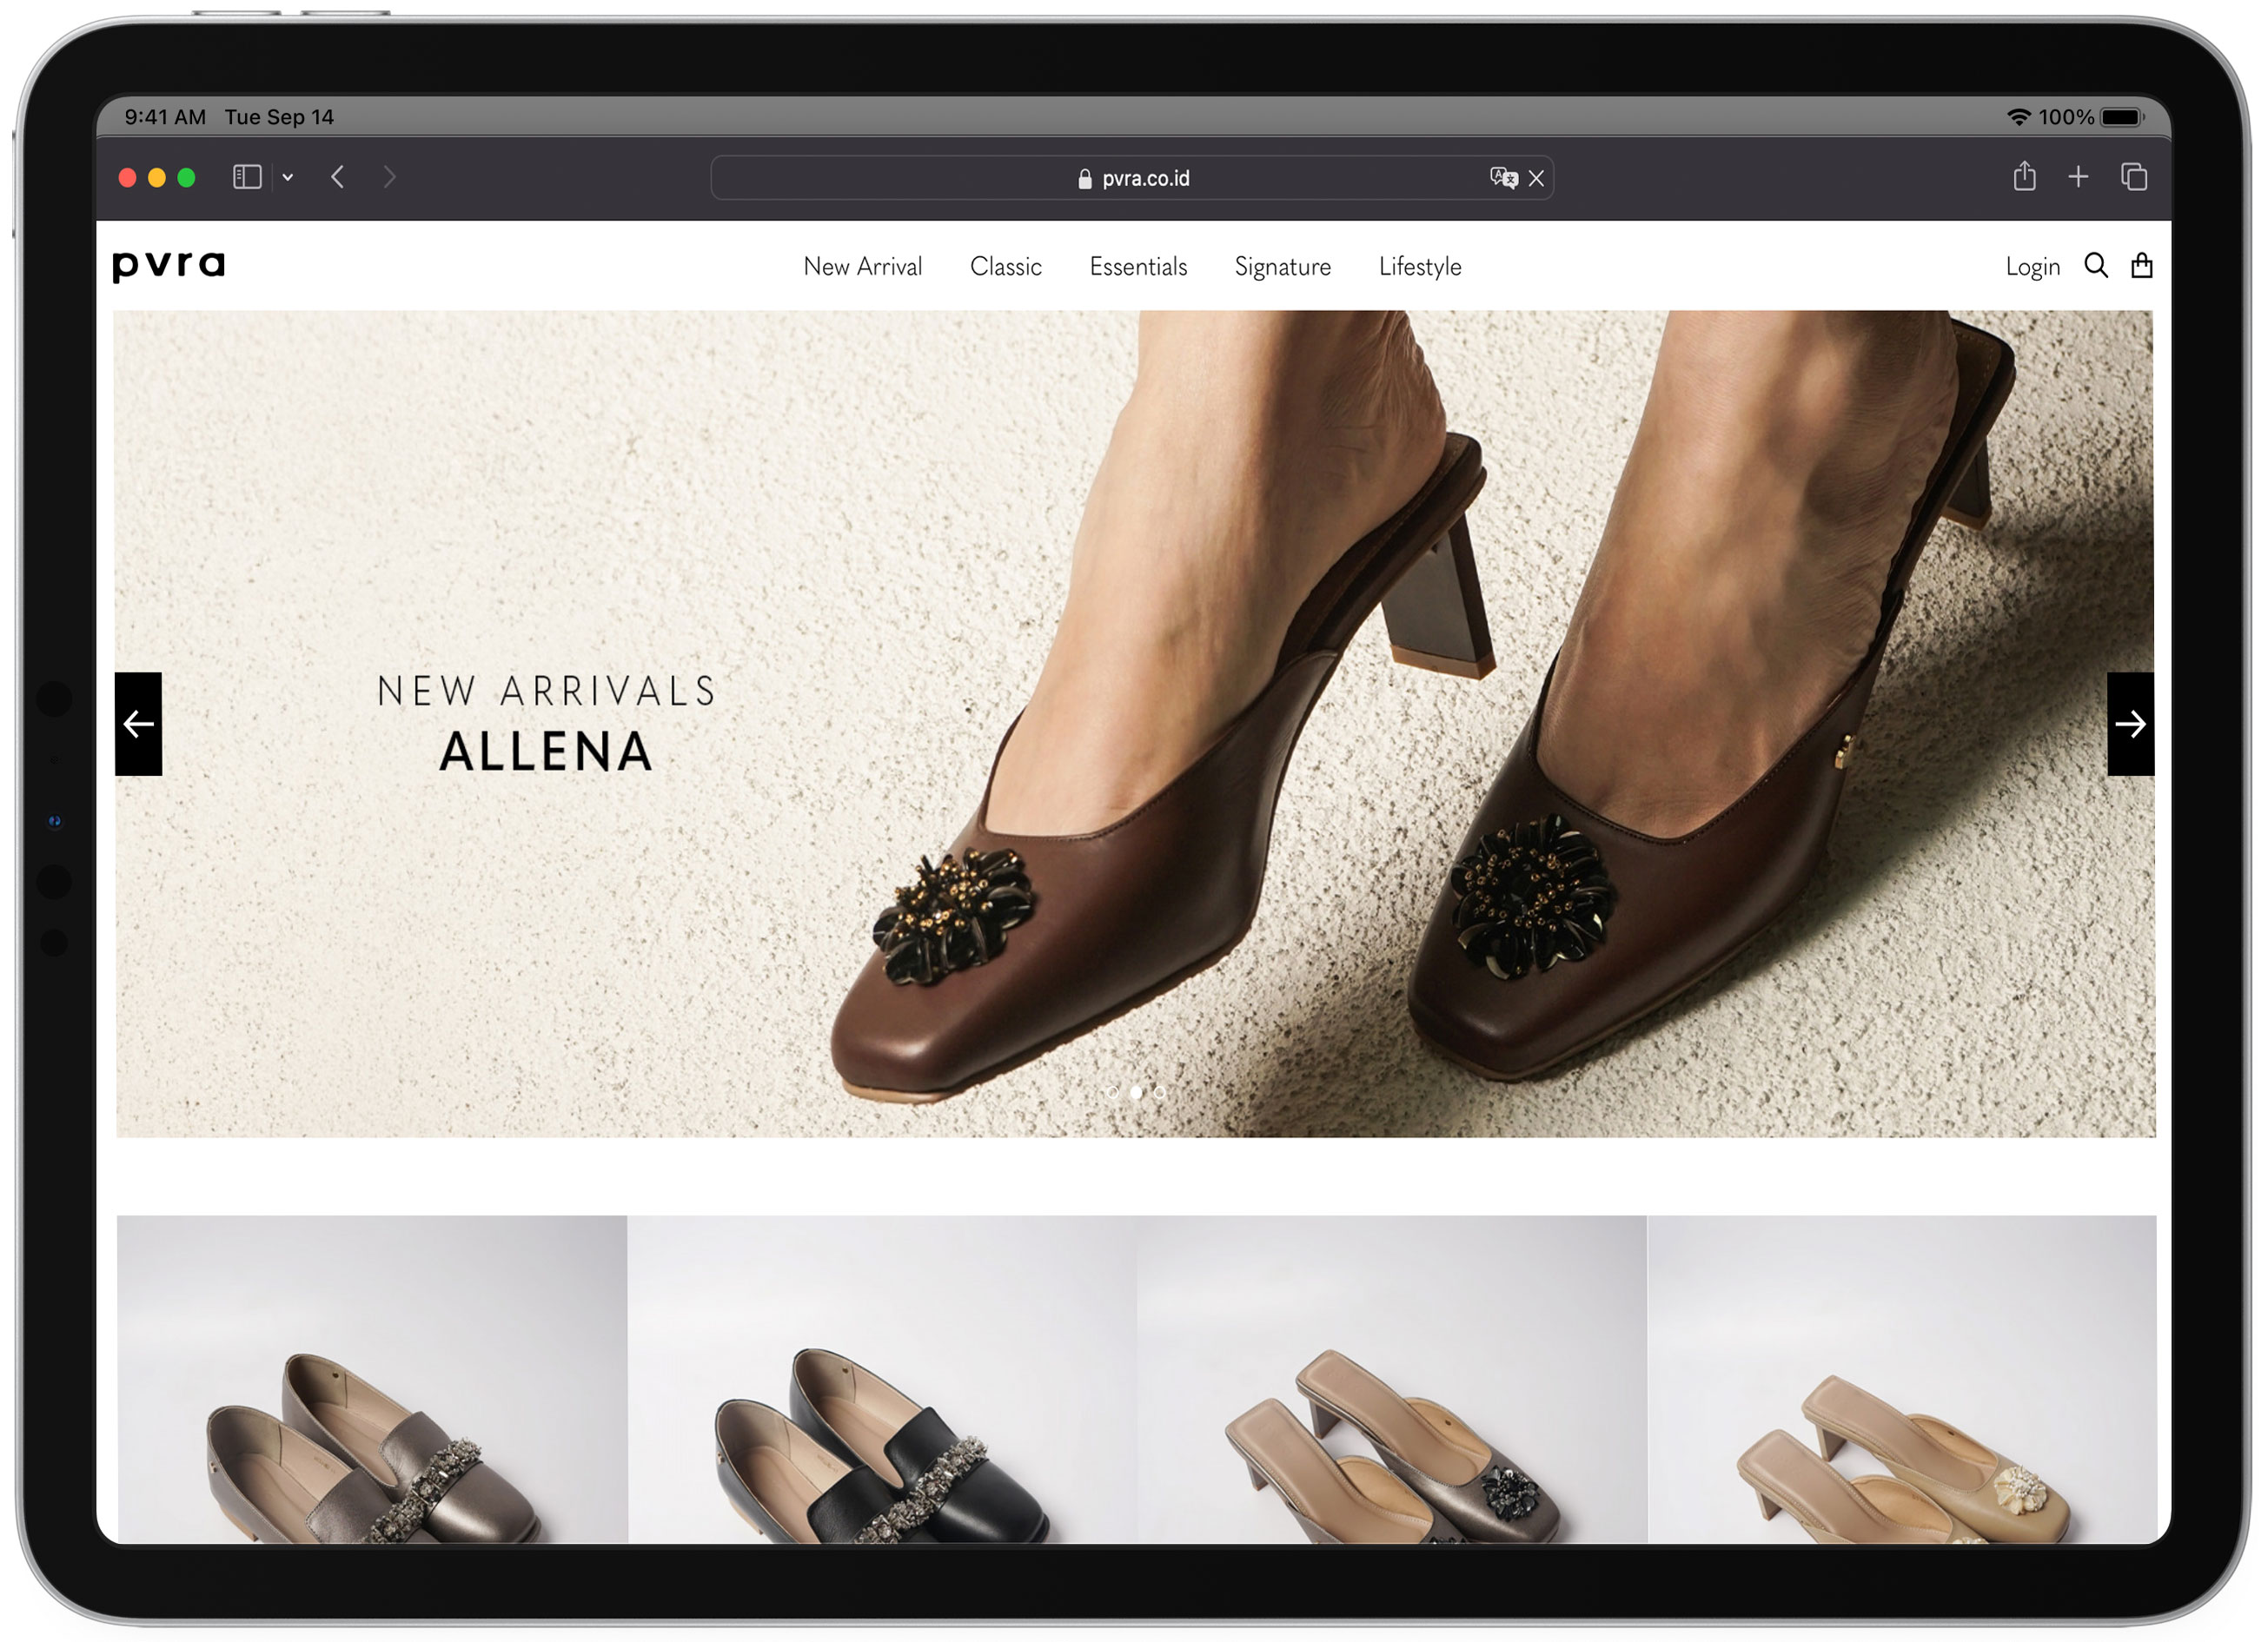 9:41 AM Tue Sep 14 100%
pvra.co.id
pvra New Arrival Classic Essentials Signature Lifestyle Login
NEW ARRIVALS
ALLENA